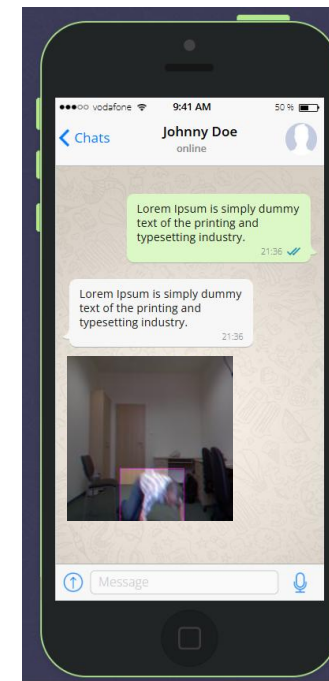 vodafone 9:41 AM 50 %
Chats
Johnny Doe
online
Lorem Ipsum is simply dummy
text of the printing and
typesetting industry.
21:36
Lorem Ipsum is simply dummy
text of the printing and
typesetting industry.
21:36
Message